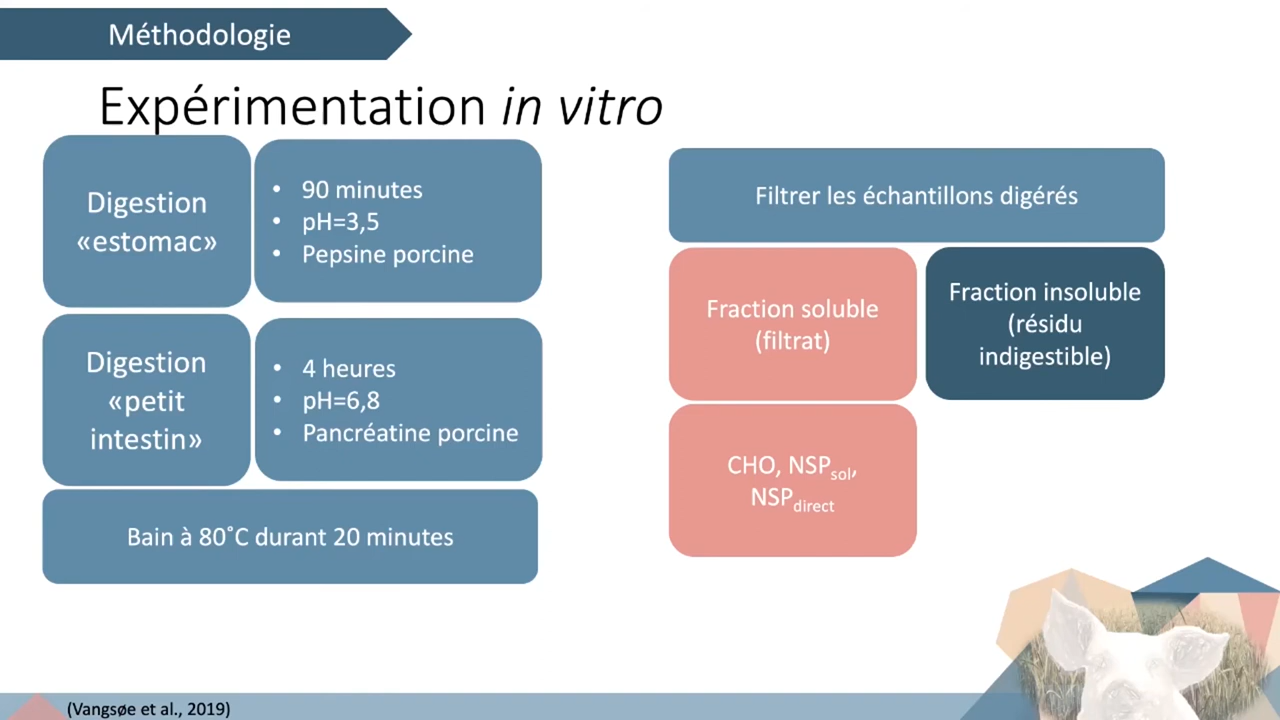 Méthodologie
Expérimentation in vitro
Digestion
«estomac»
• 90 minutes
• pH=3,5
• Pepsine porcine
Digestion
«petit
intestin»
• 4 heures
• pH=6,8
• Pancréatine porcine
Bain à 80˚C durant 20 minutes
Filtrer les échantillons digérés
Fraction soluble
(filtrat)
Fraction insoluble
(résidu
indigestible)
CHO, NSPsol,
NSPdirect
(Vangsøe et al., 2019)